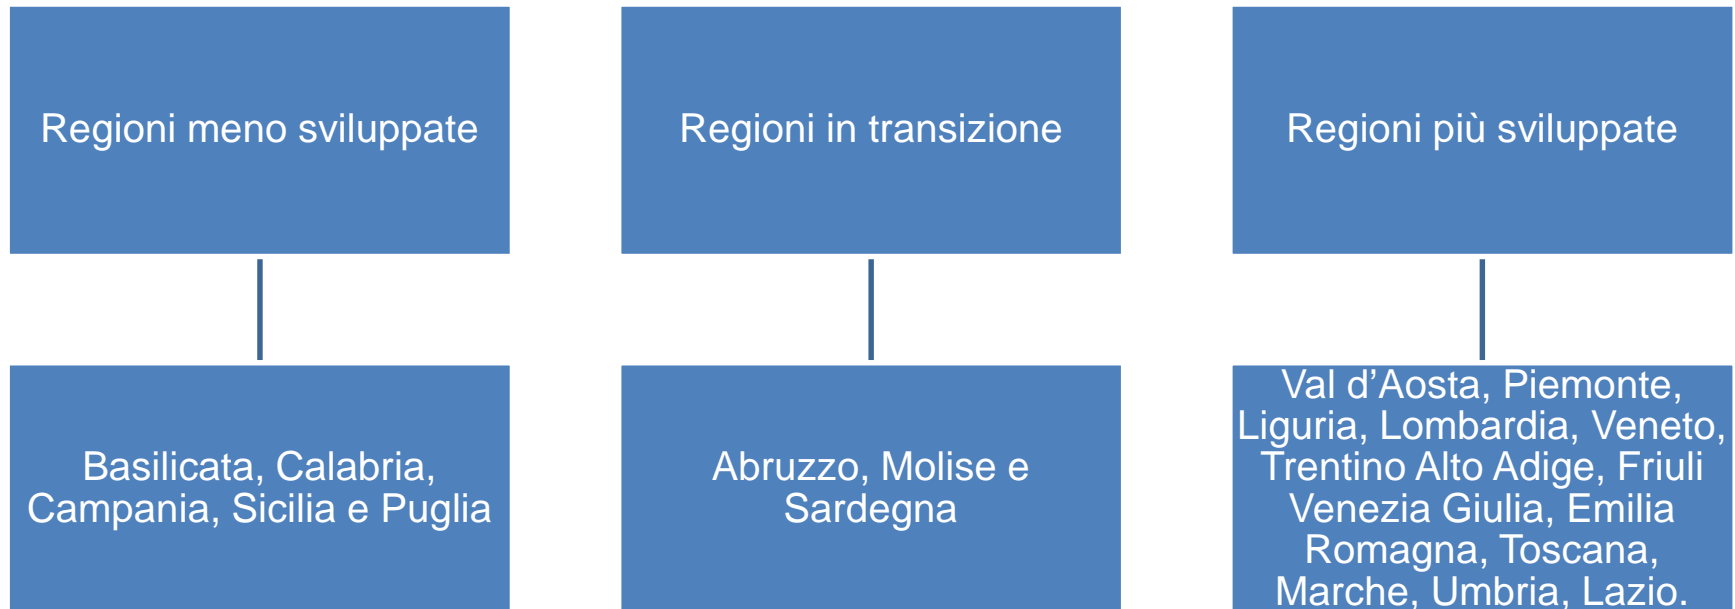 Regioni meno sviluppate
Regioni in transizione
Regioni più sviluppate
Basilicata, Calabria,
Campania, Sicilia e Puglia
Abruzzo, Molise e
Sardegna
Val d’Aosta, Piemonte,
Liguria, Lombardia, Veneto,
Trentino Alto Adige, Friuli
Venezia Giulia, Emilia
Romagna, Toscana,
Marche, Umbria, Lazio.